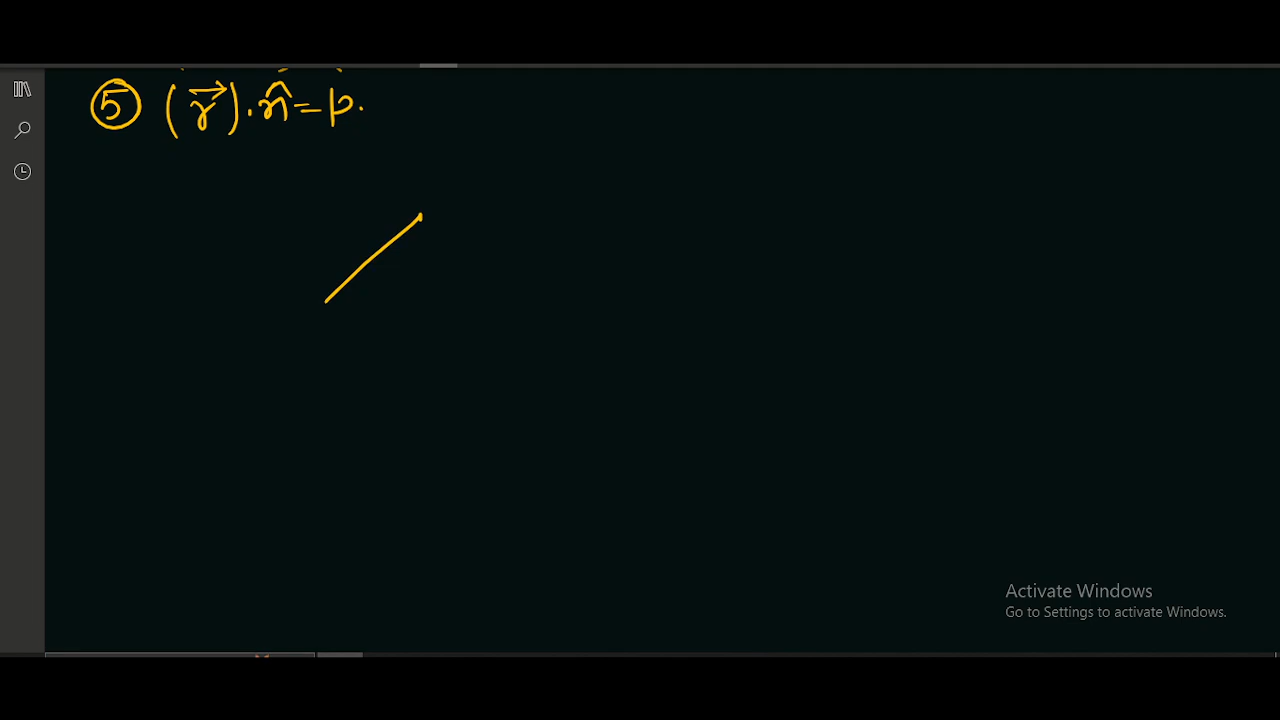 ⑤ (r⃗).n̂=p.
Activate Windows
Go to Settings to activate Windows.